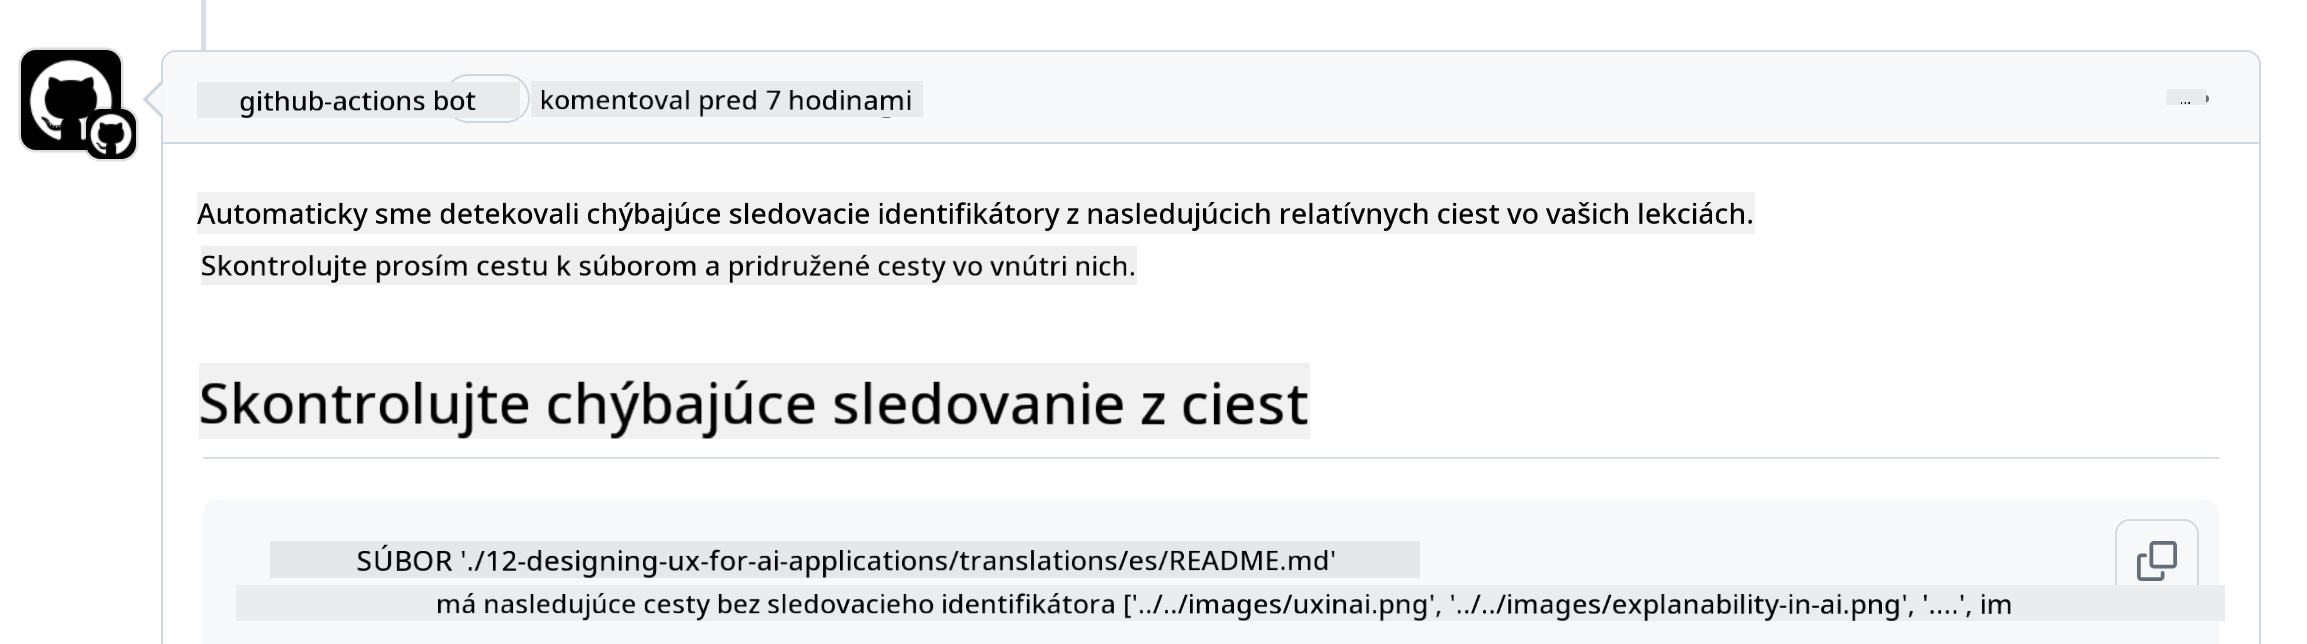 github-actions bot komentoval pred 7 hodinami ...
Automaticky sme detekovali chýbajúce sledovacie identifikátory z nasledujúcich relatívnych ciest vo vašich lekciách.
Skontrolujte prosím cestu k súborom a pridružené cesty vo vnútri nich.
Skontrolujte chýbajúce sledovanie z ciest
SÚBOR './12-designing-ux-for-ai-applications/translations/es/README.md'
má nasledujúce cesty bez sledovacieho identifikátora ['../../images/uxinai.png', '../../images/explanability-in-ai.png', '....', im